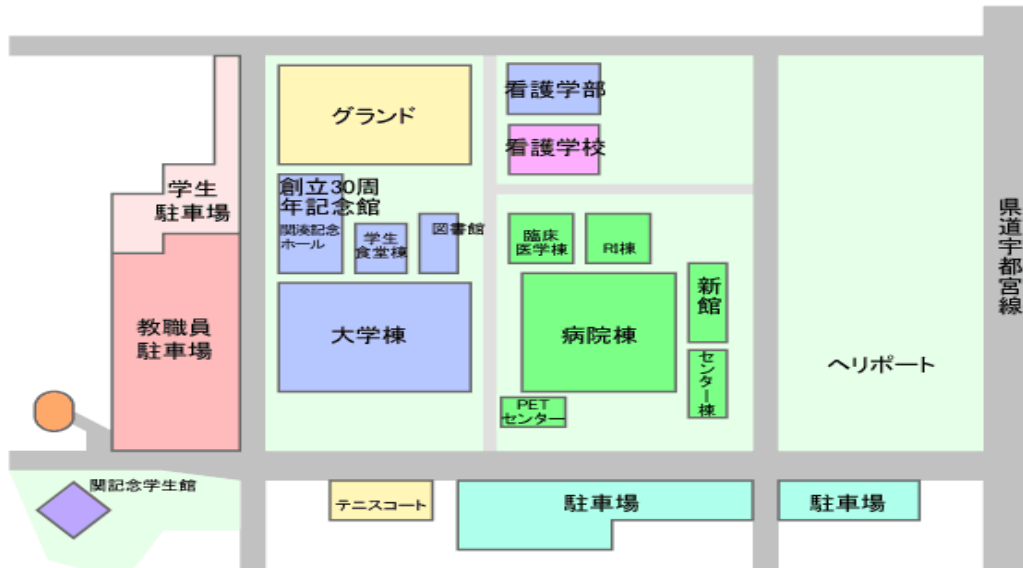 グランド
看護学部
看護学校
学生
駐車場
創立30周
年記念館
関湊記念
ホール
学生
食堂棟
図書館
臨床
医学棟
RI棟
新館
県道宇都宮線
教職員
駐車場
大学棟
病院棟
センター棟
ヘリポート
PET
センター
関記念学生館
テニスコート
駐車場
駐車場